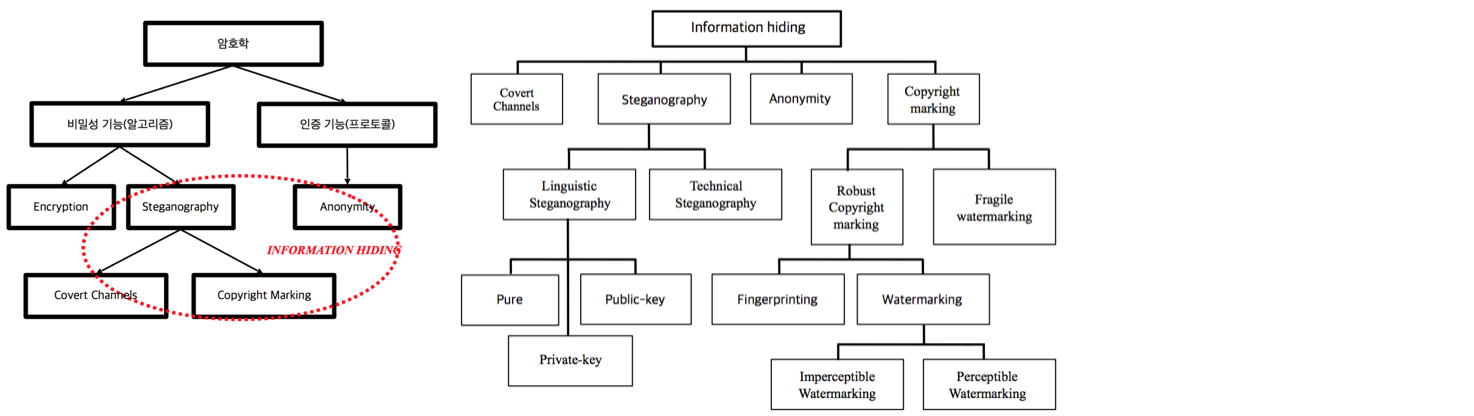 암호학
비밀성 기능(알고리즘)
인증 기능(프로토콜)
Encryption
Steganography
Anonymity
INFORMATION HIDING
Covert Channels
Copyright Marking
Information hiding
Covert
Channels
Steganography
Anonymity
Copyright
marking
Linguistic
Steganography
Technical
Steganography
Robust
Copyright
marking
Fragile
watermarking
Pure
Public-key
Private-key
Fingerprinting
Watermarking
Imperceptible
Watermarking
Perceptible
Watermarking